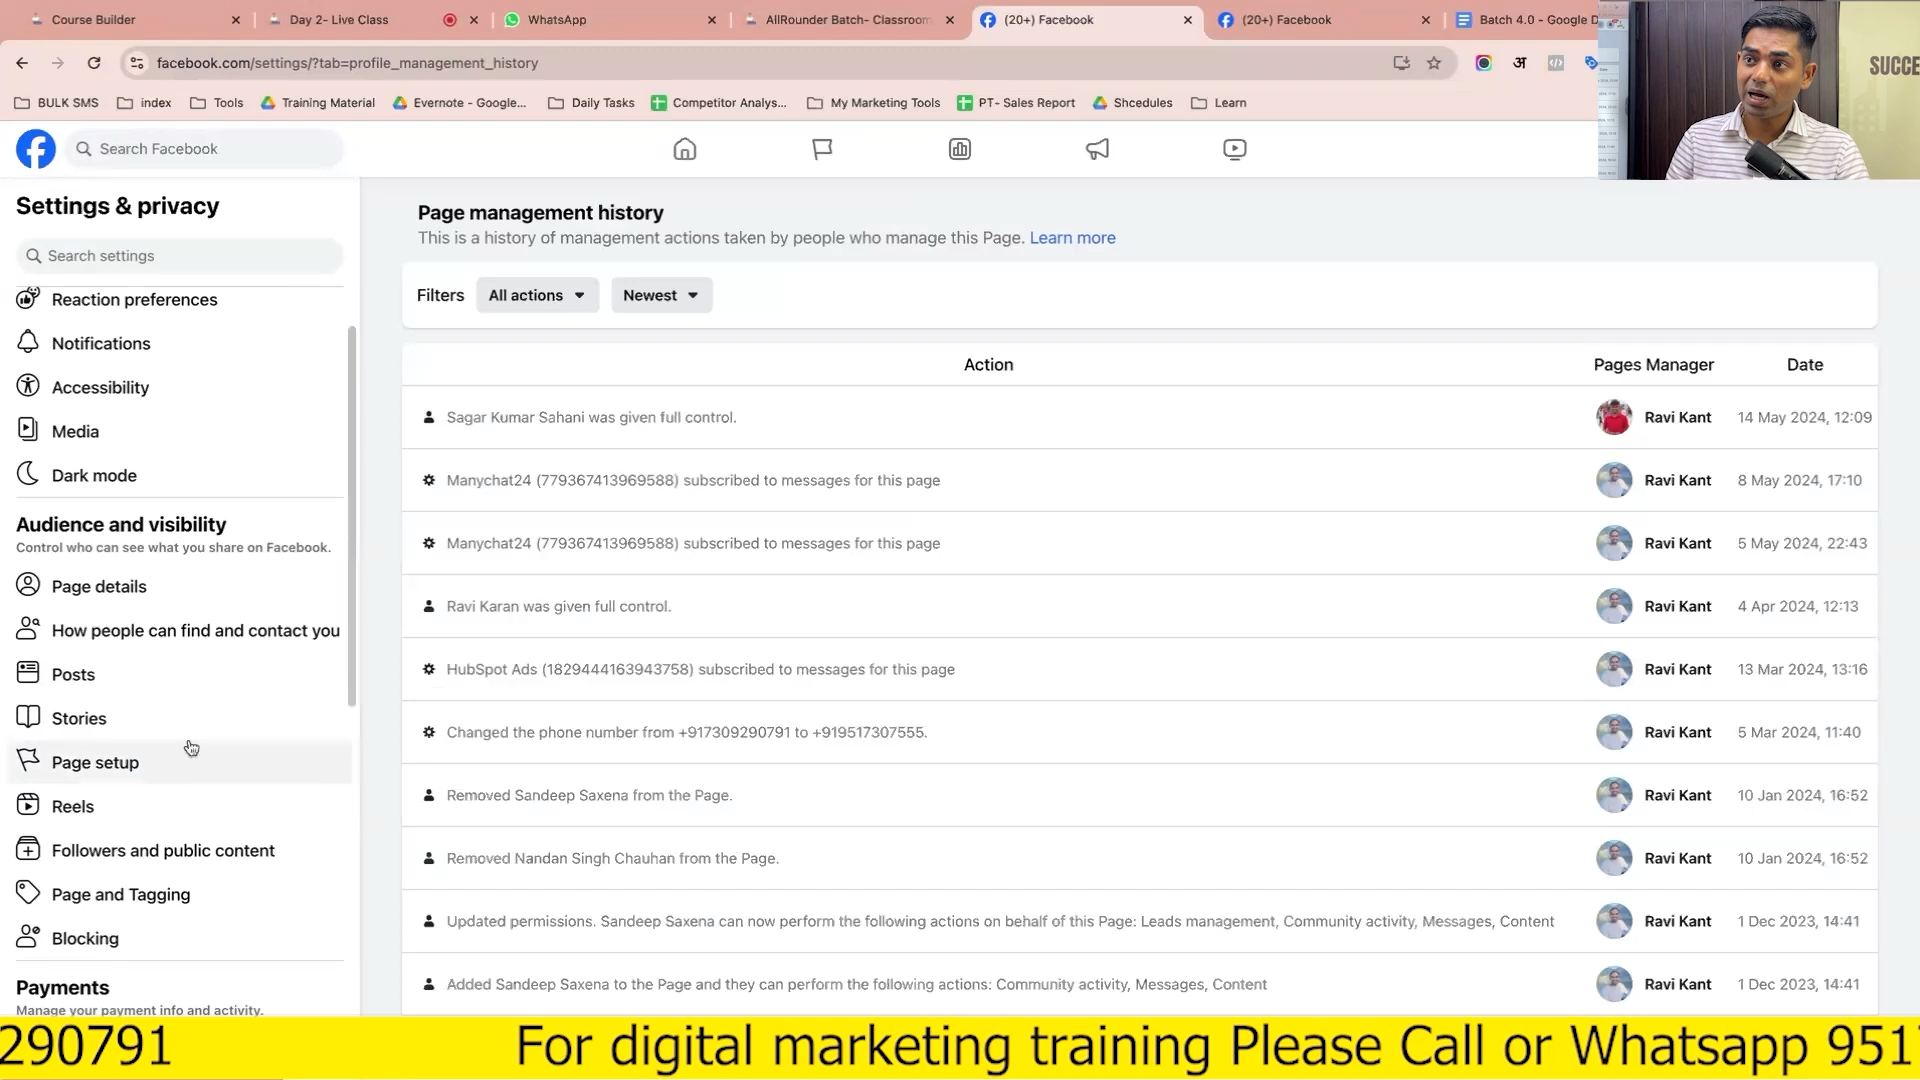 Course Builder
Day 2- Live Class
WhatsApp
AllRounder Batch- Classroom
(20+) Facebook
(20+) Facebook
Batch 4.0 - Google D
facebook.com/settings/?tab=profile_management_history
BULK SMS
index
Tools
Training Material
Evernote - Google...
Daily Tasks
Competitor Analys...
My Marketing Tools
PT- Sales Report
Shcedules
Learn
SUCCE
Search Facebook
Settings & privacy
Search settings
Reaction preferences
Notifications
Accessibility
Media
Dark mode
Audience and visibility
Control who can see what you share on Facebook.
Page details
How people can find and contact you
Posts
Stories
Page setup
Reels
Followers and public content
Page and Tagging
Blocking
Payments
Manage your payment info and activity.
Page management history
This is a history of management actions taken by people who manage this Page. Learn more
Filters All actions Newest
Action Pages Manager Date
Sagar Kumar Sahani was given full control. Ravi Kant 14 May 2024, 12:09
Manychat24 (779367413969588) subscribed to messages for this page Ravi Kant 8 May 2024, 17:10
Manychat24 (779367413969588) subscribed to messages for this page Ravi Kant 5 May 2024, 22:43
Ravi Karan was given full control. Ravi Kant 4 Apr 2024, 12:13
HubSpot Ads (1829444163943758) subscribed to messages for this page Ravi Kant 13 Mar 2024, 13:16
Changed the phone number from +917309290791 to +919517307555. Ravi Kant 5 Mar 2024, 11:40
Removed Sandeep Saxena from the Page. Ravi Kant 10 Jan 2024, 16:52
Removed Nandan Singh Chauhan from the Page. Ravi Kant 10 Jan 2024, 16:52
Updated permissions. Sandeep Saxena can now perform the following actions on behalf of this Page: Leads management, Community activity, Messages, Content Ravi Kant 1 Dec 2023, 14:41
Added Sandeep Saxena to the Page and they can perform the following actions: Community activity, Messages, Content Ravi Kant 1 Dec 2023, 14:41
290791 For digital marketing training Please Call or Whatsapp 951